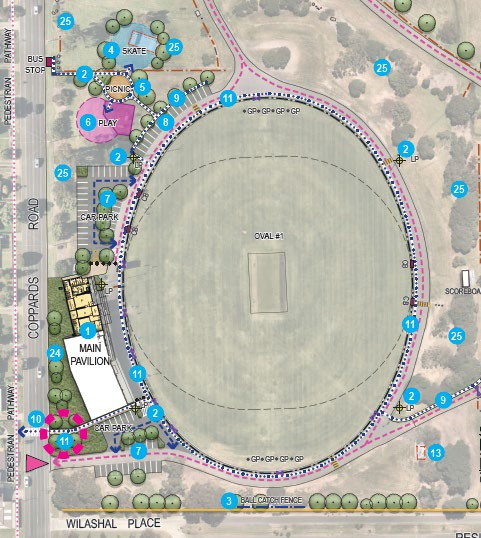 25
4
SKATE
25
PEDESTRIAN PATHWAY
BUS
STOP
2
PICNIC
5
9
11
25
6
PLAY
8
•GP•GP•GP•GP
2
2
LP
25
7
25
CAR PARK
ROAD
OVAL #1
LP
SCOREBOA
COPPARDS
1
11
MAIN
PAVILION
25
24
11
2
LP
2
LP
9
10
PEDESTRIAN PATHWAY
11
CAR PARK
7
•GP•GP•GP•GP
13
3
BALL CATCH FENCE
WILASHAL PLACE
RESI